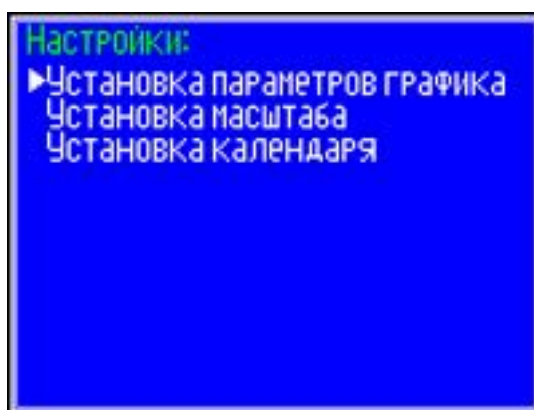 Настройки:
▶Установка параметров графика
Установка масштаба
Установка календаря